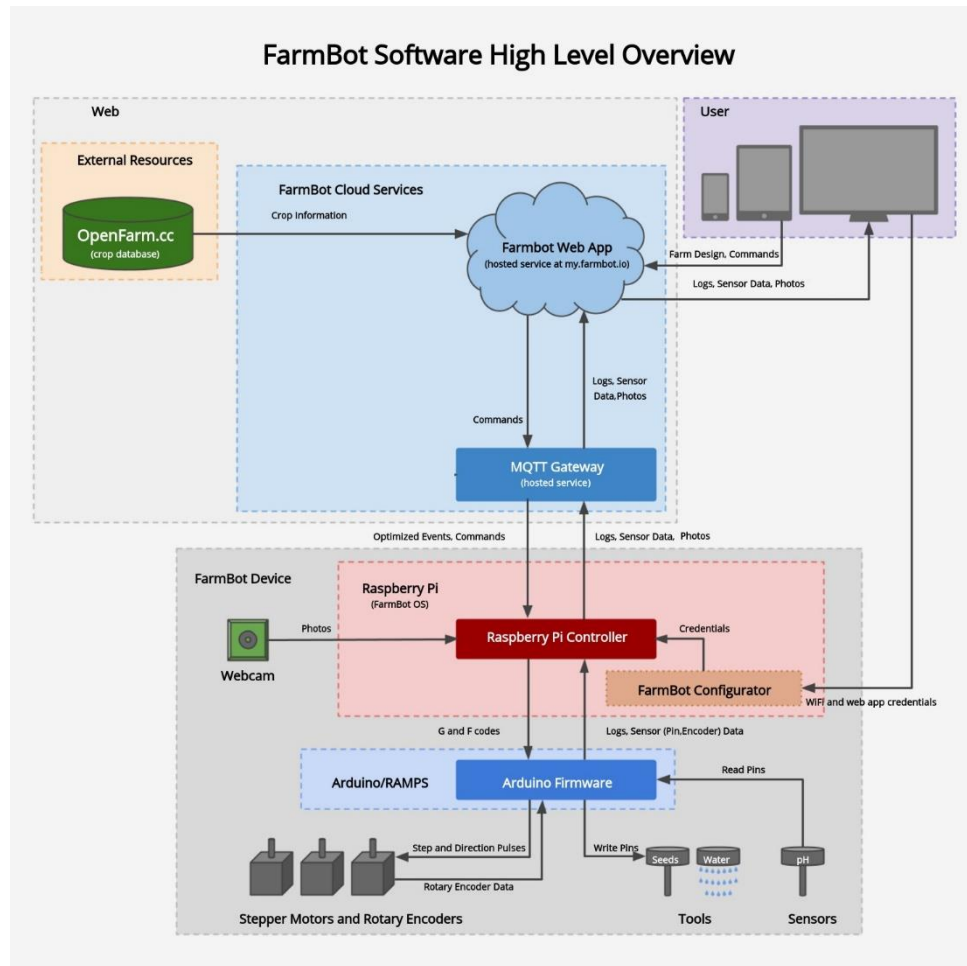 FarmBot Software High Level Overview
Web
User
External Resources
OpenFarm.cc
(crop database)
FarmBot Cloud Services
Crop Information
Farmbot Web App
(hosted service at my.farmbot.io)
Farm Design, Commands
Logs, Sensor Data, Photos
Logs, Sensor
Data,Photos
Commands
MQTT Gateway
(hosted service)
Optimized Events, Commands
Logs, Sensor Data, Photos
FarmBot Device
Raspberry Pi
(FarmBot OS)
Photos
Webcam
Raspberry Pi Controller
Credentials
FarmBot Configurator
WiFi and web app credentials
G and F codes
Logs, Sensor (Pin,Encoder) Data
Arduino/RAMPS
Arduino Firmware
Read Pins
Step and Direction Pulses
Rotary Encoder Data
Write Pins
Seeds
Water
pH
Stepper Motors and Rotary Encoders
Tools
Sensors